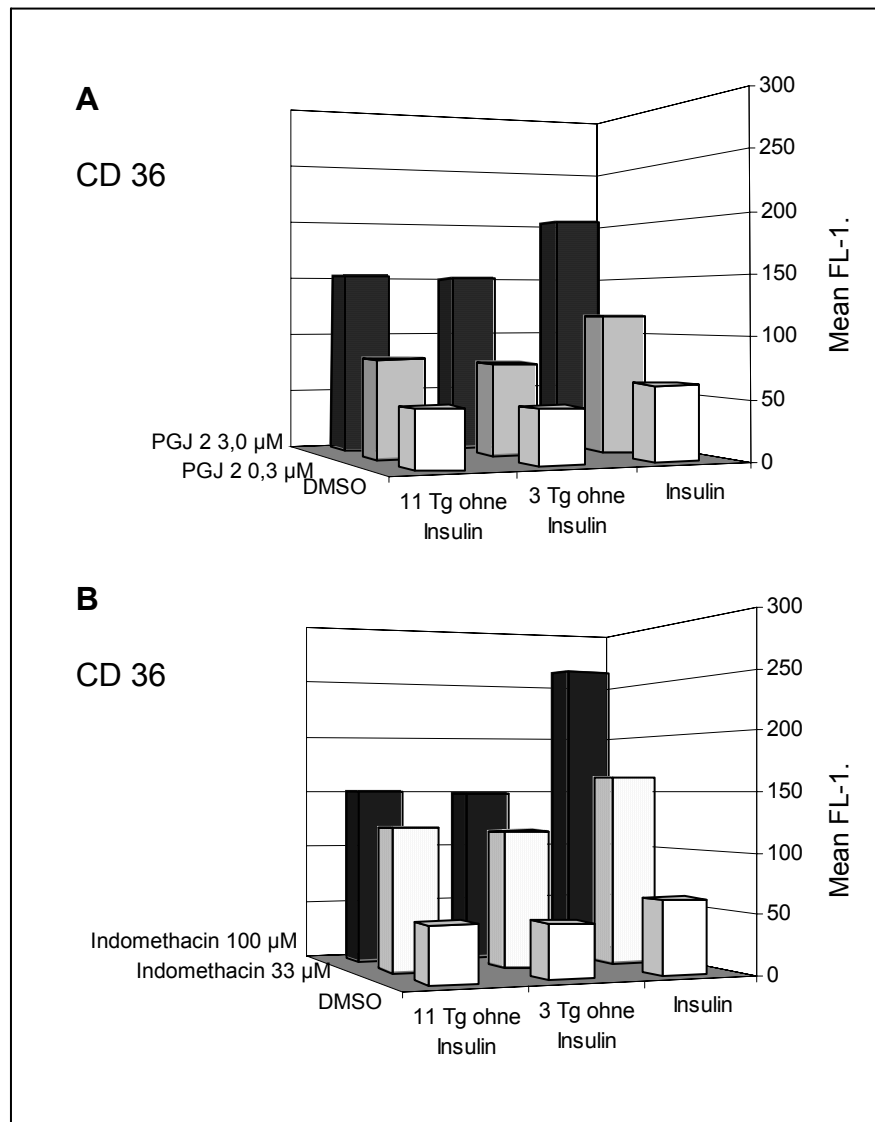 A
CD 36
300
250
200
150
100
50
0
Mean FL-1.
PGJ 2 3,0 µM
PGJ 2 0,3 µM
DMSO
11 Tg ohne
Insulin
3 Tg ohne
Insulin
Insulin
B
CD 36
300
250
200
150
100
50
0
Mean FL-1.
Indomethacin 100 µM
Indomethacin 33 µM
DMSO
11 Tg ohne
Insulin
3 Tg ohne
Insulin
Insulin